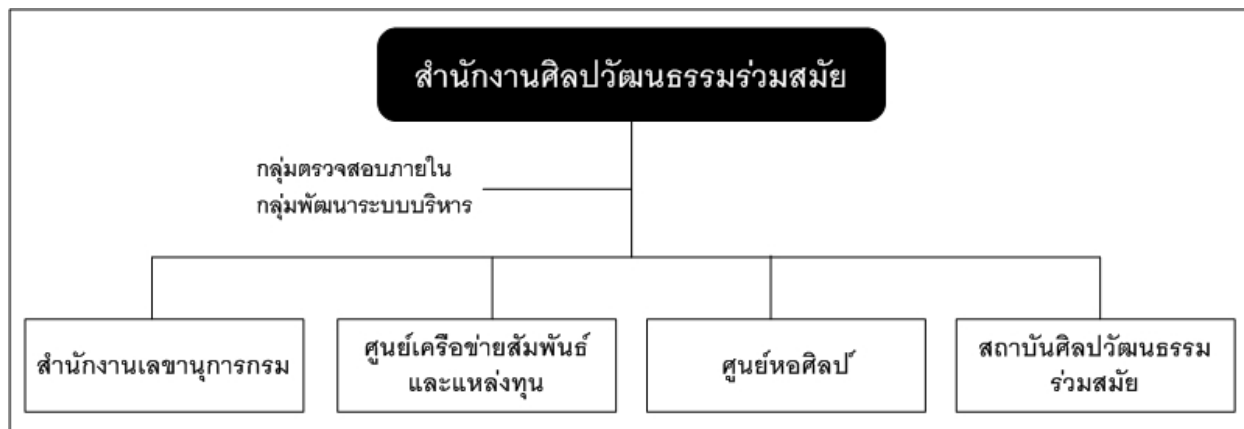 สำนักงานศิลปวัฒนธรรมร่วมสมัย
กลุ่มตรวจสอบภายใน
กลุ่มพัฒนาระบบบริหาร
สำนักงานเลขานุการกรม
ศูนย์เครือข่ายสัมพันธ์
และแหล่งทุน
ศูนย์หอศิลป์
สถาบันศิลปวัฒนธรรม
ร่วมสมัย